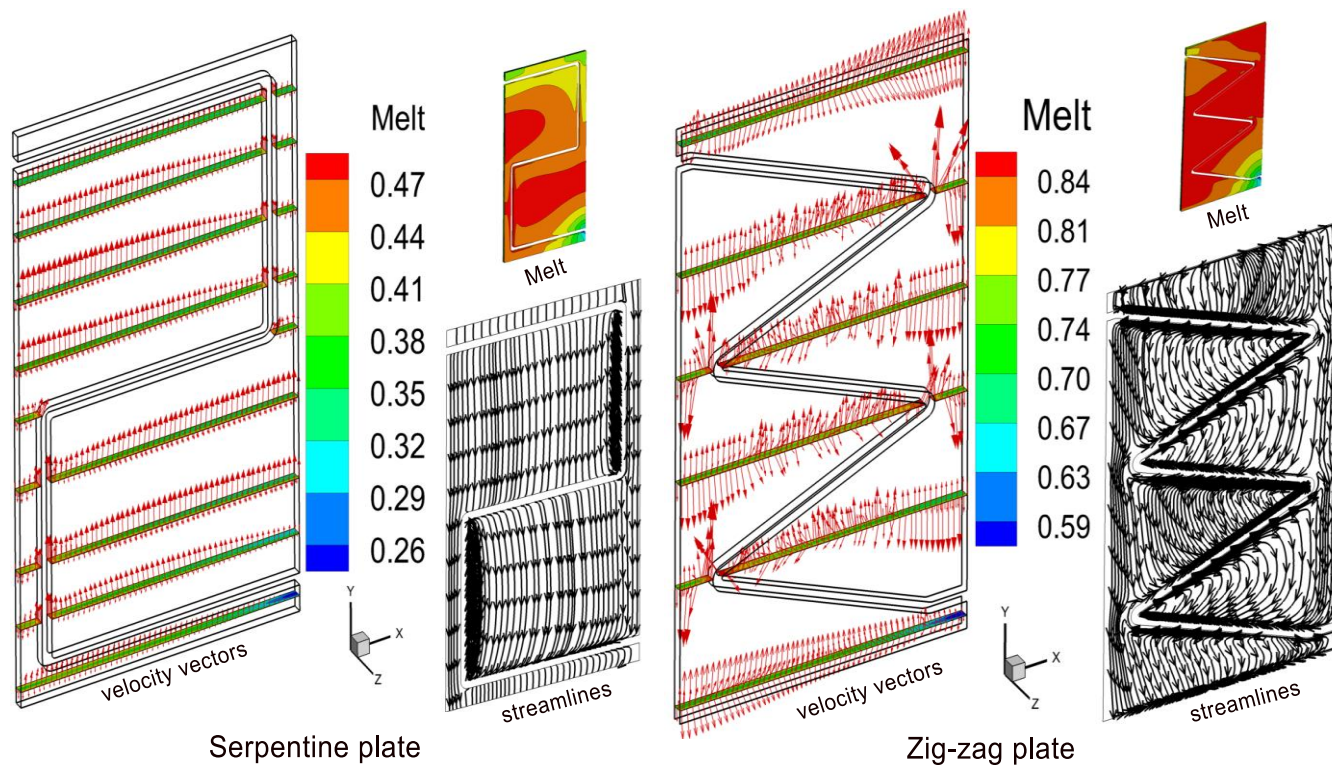 Melt
0.47
0.44
0.41
0.38
0.35
0.32
0.29
0.26
Melt
Y
X
Z
velocity vectors
streamlines
Serpentine plate
Melt
0.84
0.81
0.77
0.74
0.70
0.67
0.63
0.59
Melt
Y
X
Z
velocity vectors
streamlines
Zig-zag plate